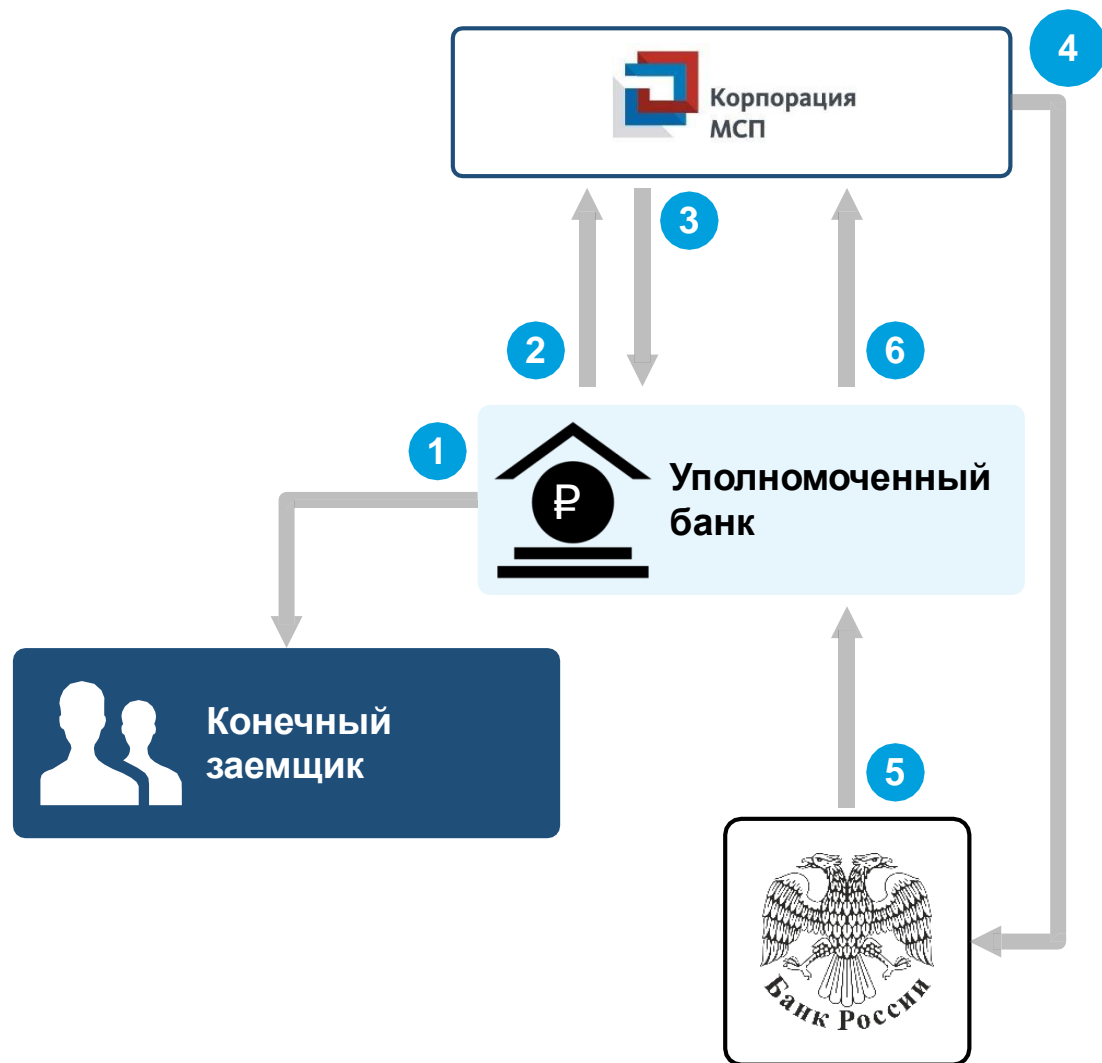 4
Корпорация
МСП
3
2
6
1
₽
Уполномоченный
банк
Конечный
заемщик
5
Банк России